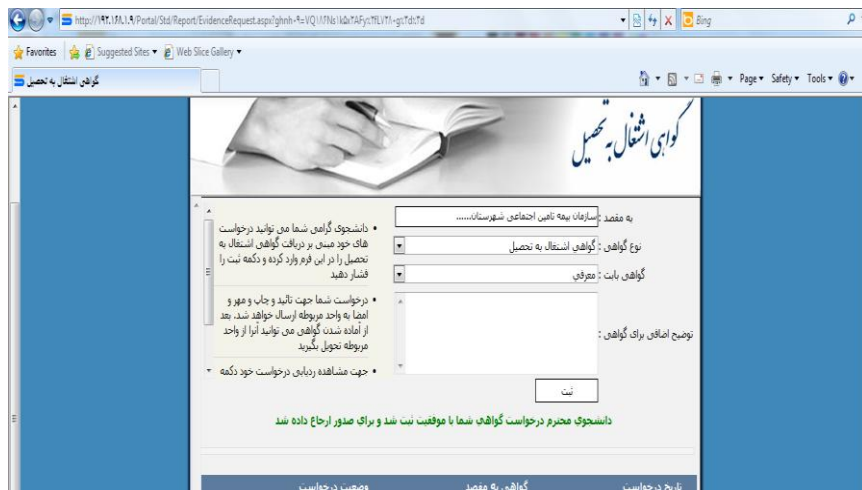 Bing
Favorites
Suggested Sites
Web Slice Gallery
گواهی اشتغال به تحصیل
Page
Safety
Tools
گواهی اشتغال به تحصیل
به مقصد :
سازمان بیمه تامین اجتماعی شهرستان......
نوع گواهی :
گواهي اشتغال به تحصیل
گواهی بابت :
معرفي
توضیح اضافی برای گواهی :
ثبت
دانشجوی گرامی شما می توانید درخواست
های خود مبنی بر دریافت گواهی اشتغال به
تحصیل را در این فرم وارد کرده و دکمه ثبت را
فشار دهید
درخواست شما جهت تائید و چاپ و مهر و
امضا به واحد مربوطه ارسال خواهد شد. بعد
از آماده شدن گواهی می توانید آنرا از واحد
مربوطه تحویل بگیرید
جهت مشاهده ردیابی درخواست خود دکمه
دانشجوي محترم درخواست گواهي شما با موفقیت ثبت شد و براي صدور ارجاع داده شد
تاریخ درخواست
گواهی به مقصد
وضعیت درخواست